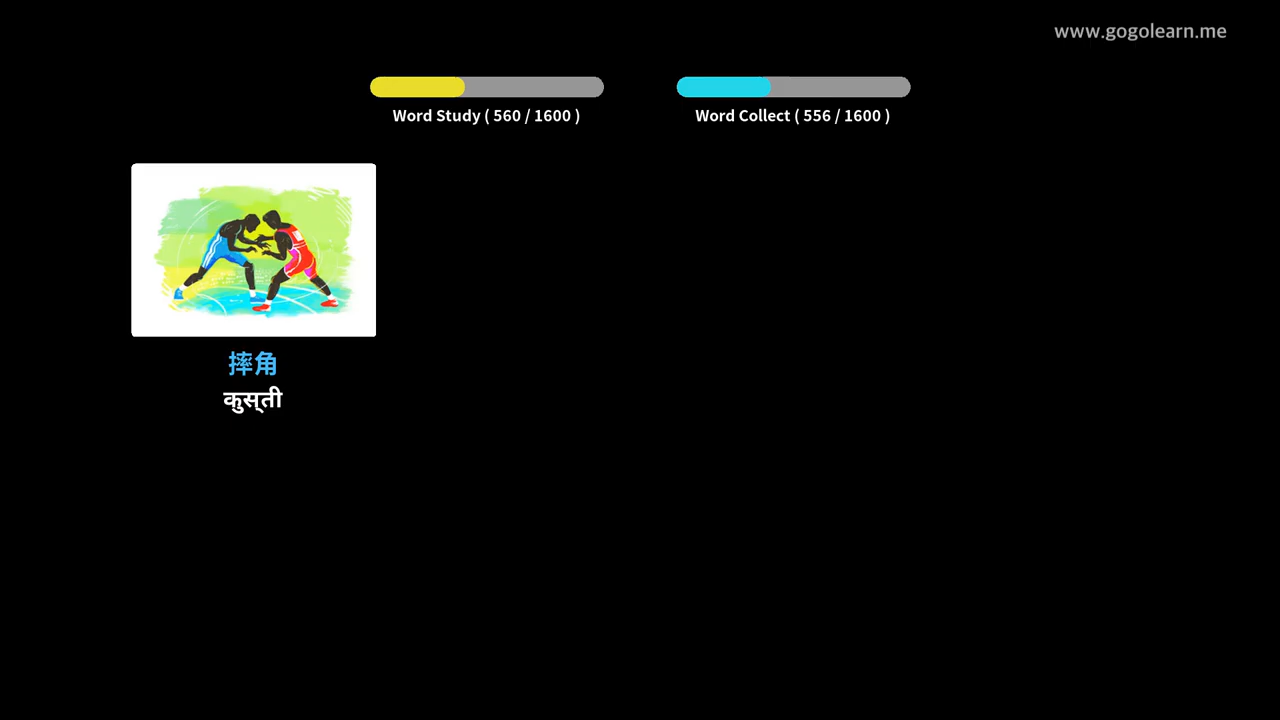 www.gogolearn.me
Word Study ( 560 / 1600 )
Word Collect ( 556 / 1600 )
摔角
कुस्ती